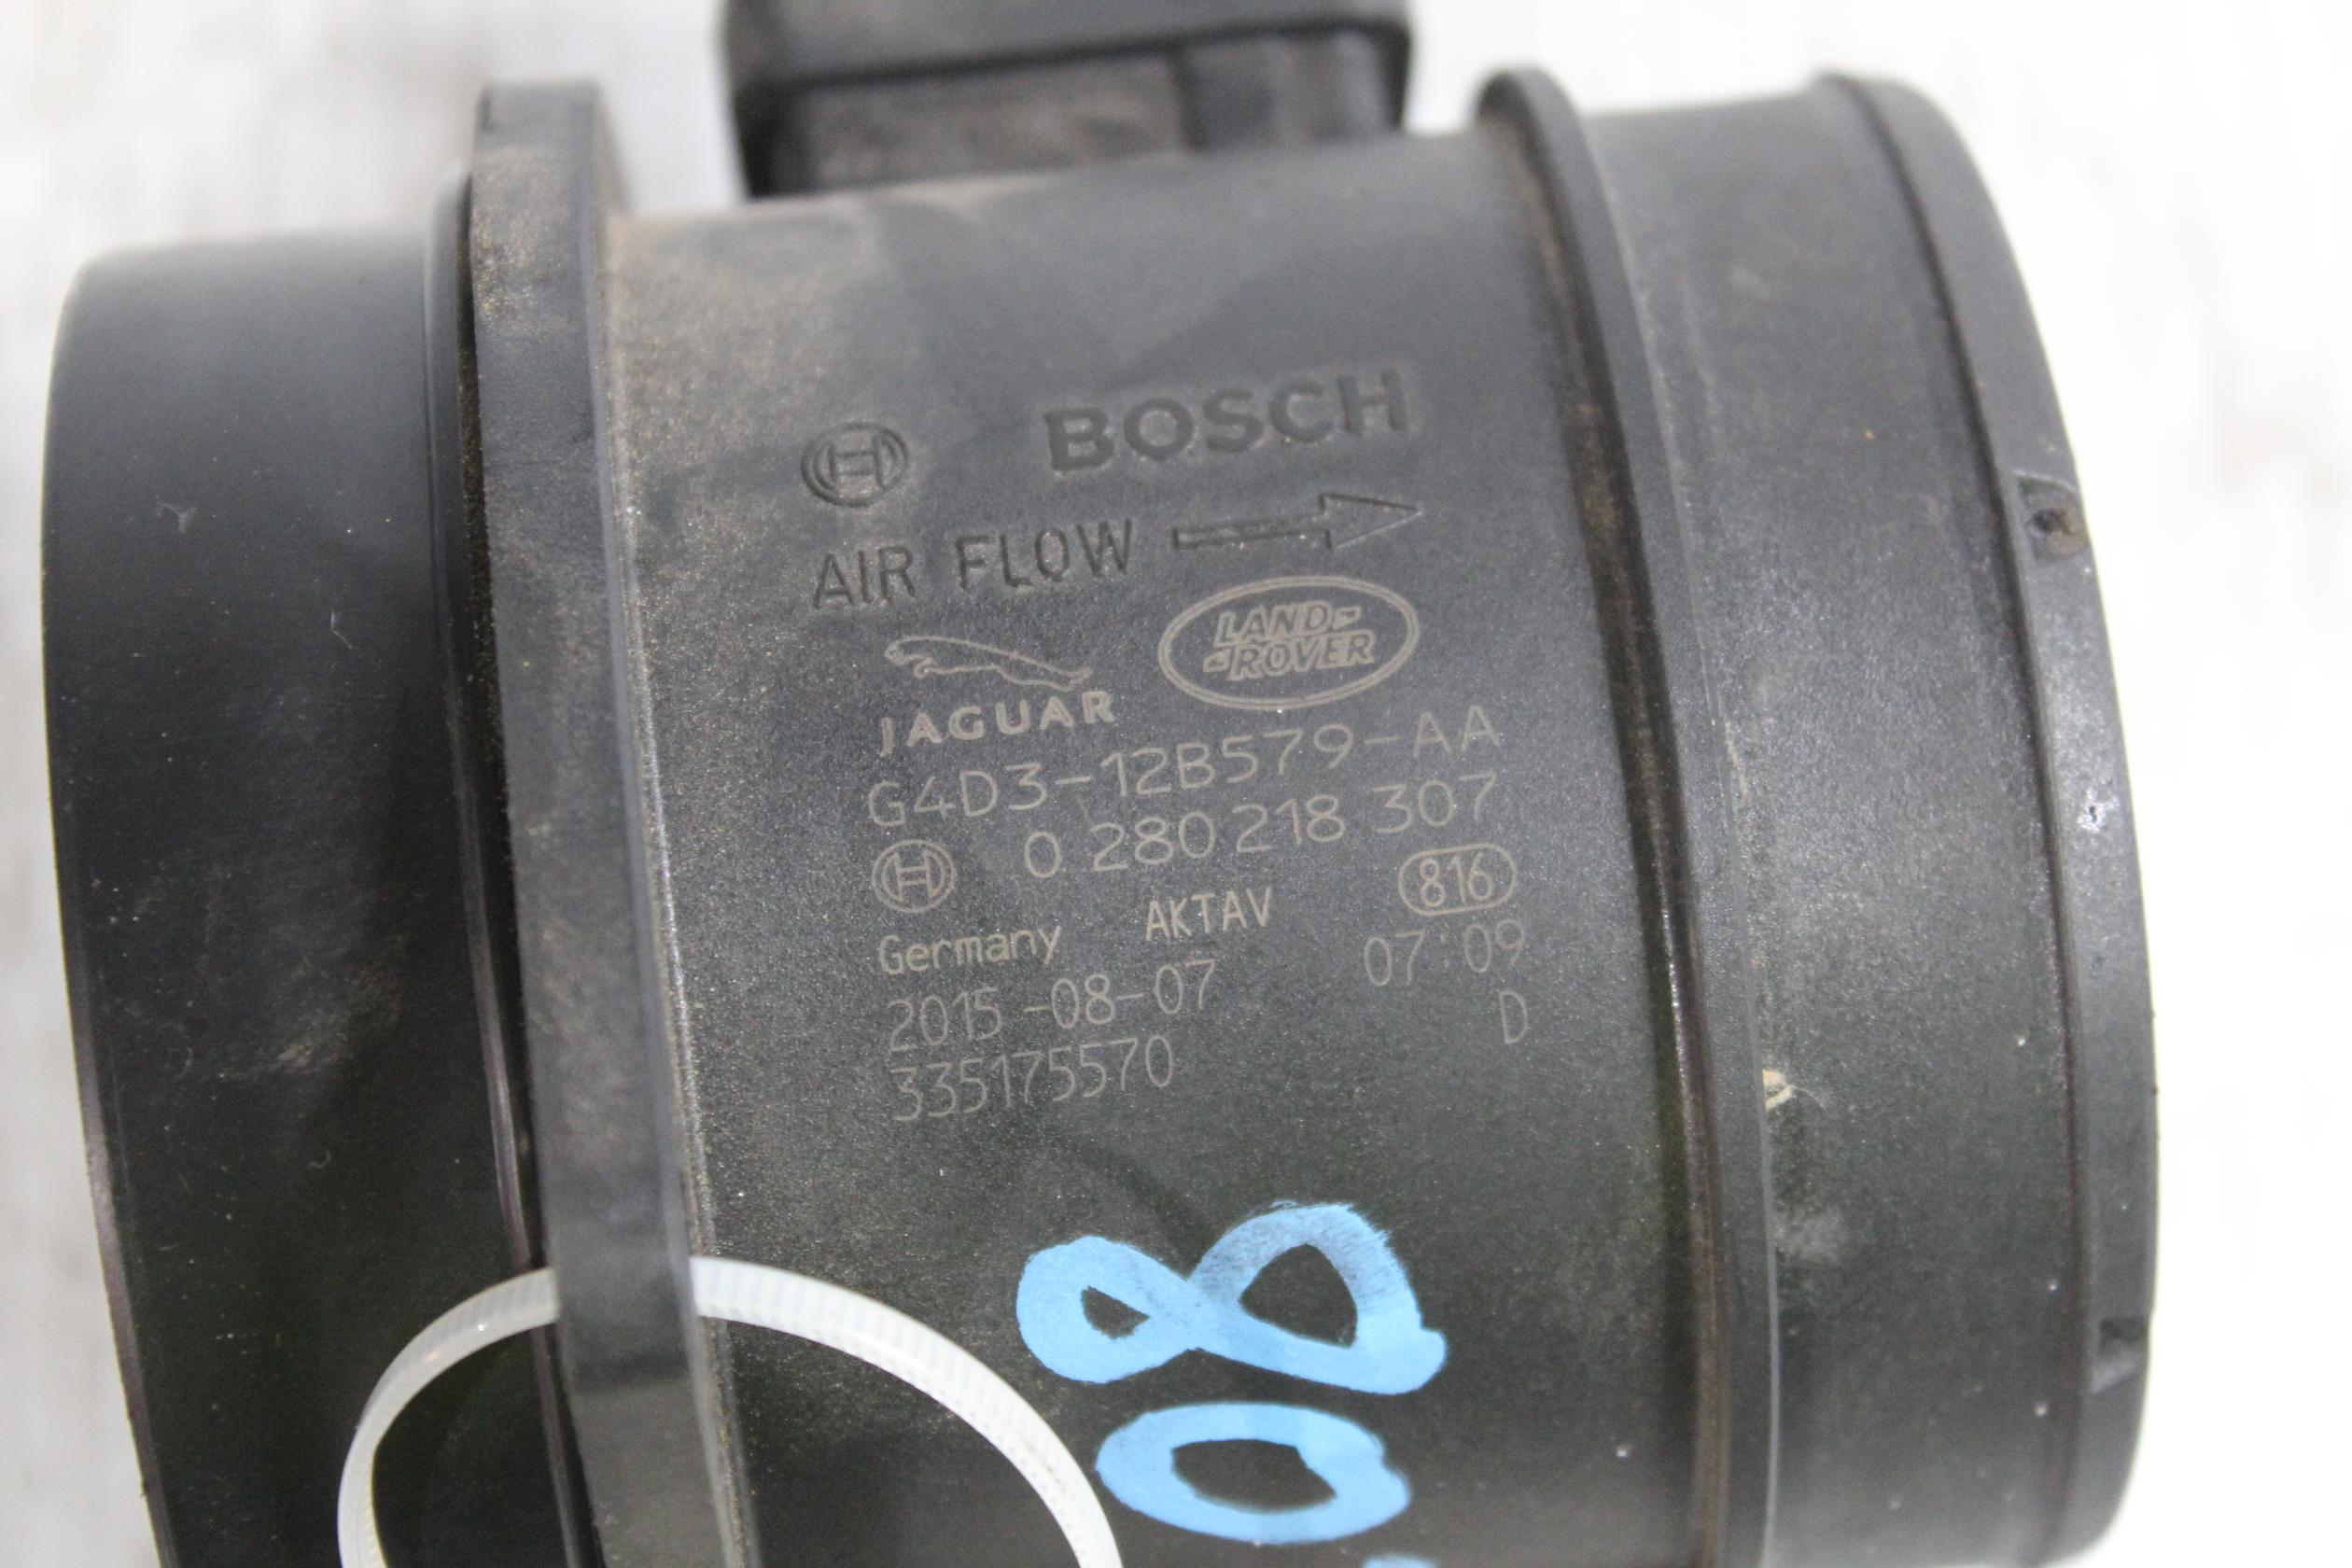 BOSCH
AIR FLOW
JAGUAR
LAND-
-ROVER
G4D3-12B579-AA
0 280 218 307
816
Germany AKTAV
2015-08-07 07:09
D
335175570
08